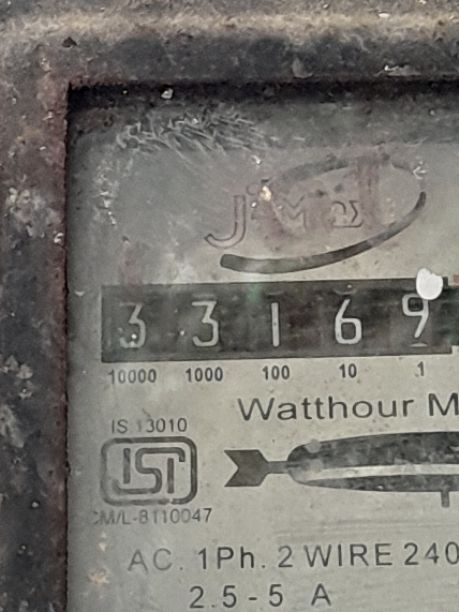 3 3 1 6 9
10000 1000 100 10 1
Watthour M
IS 13010
ISI
CM/L-8110047
AC. 1Ph. 2 WIRE 240
2.5-5 A